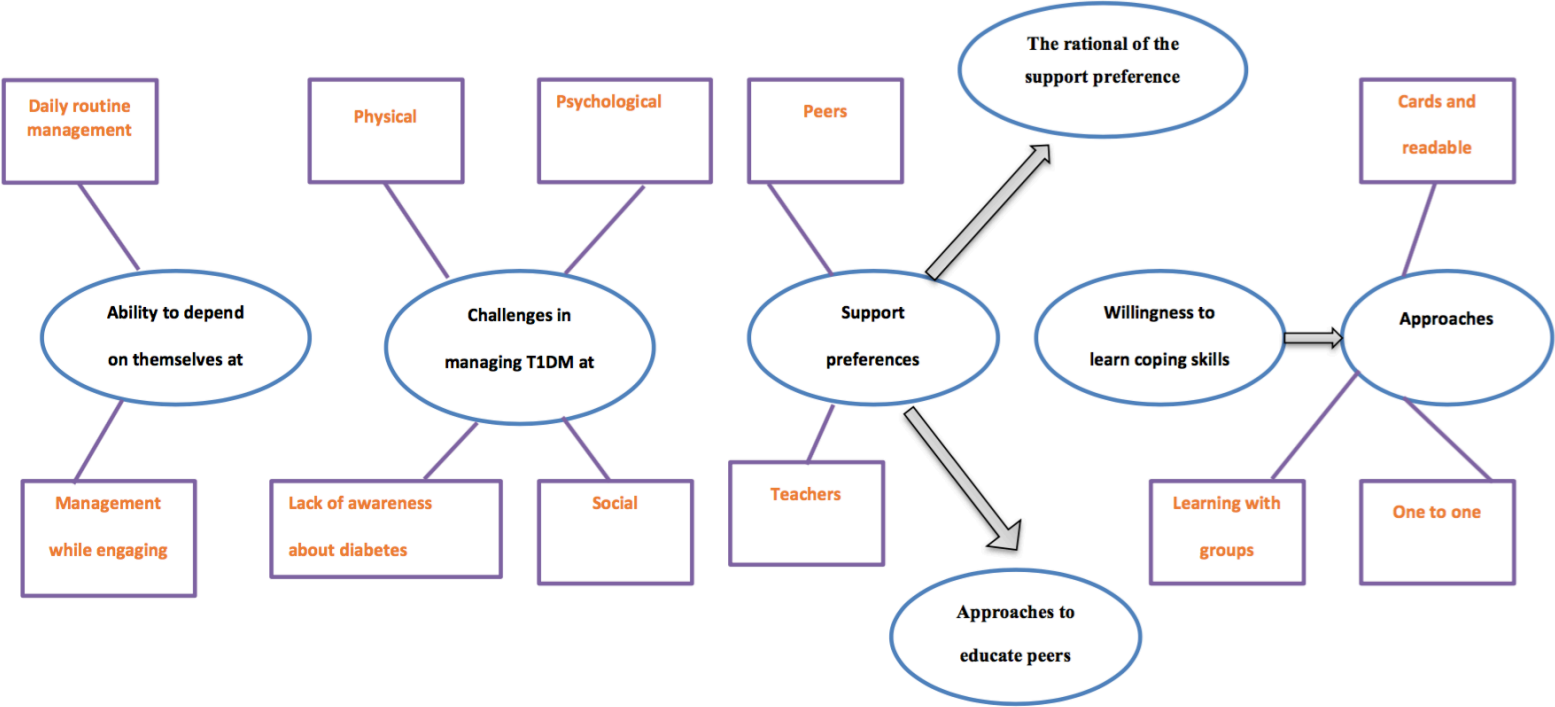 The rational of the
support preference
Daily routine
management
Physical
Psychological
Peers
Cards and
readable
Ability to depend
on themselves at
Challenges in
managing T1DM at
Support
preferences
Willingness to
learn coping skills
Approaches
Management
while engaging
Lack of awareness
about diabetes
Social
Teachers
Learning with
groups
One to one
Approaches to
educate peers